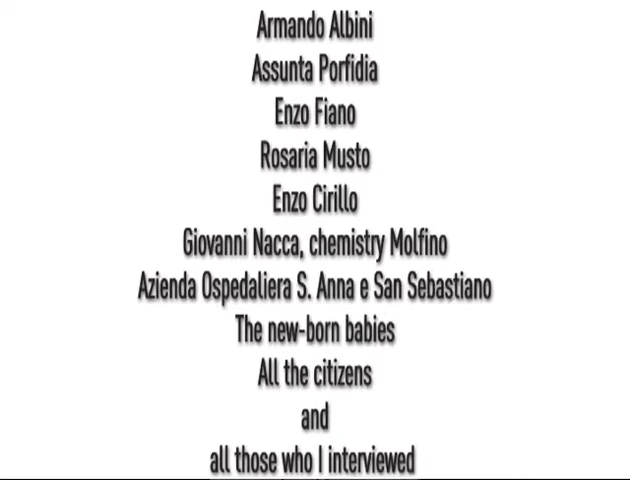 Armando Albini
Assunta Porfidia
Enzo Fiano
Rosaria Musto
Enzo Cirillo
Giovanni Nacca, chemistry Molfino
Azienda Ospedaliera S. Anna e San Sebastiano
The new-born babies
All the citizens
and
all those who I interviewed